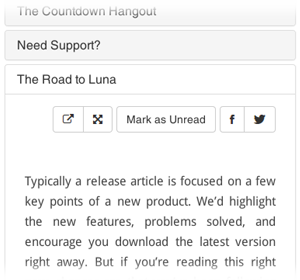 The Countdown Hangout
Need Support?
The Road to Luna
Mark as Unread
f
Typically a release article is focused on a few
key points of a new product. We’d highlight
the new features, problems solved, and
encourage you download the latest version
right away. But if you’re reading this right